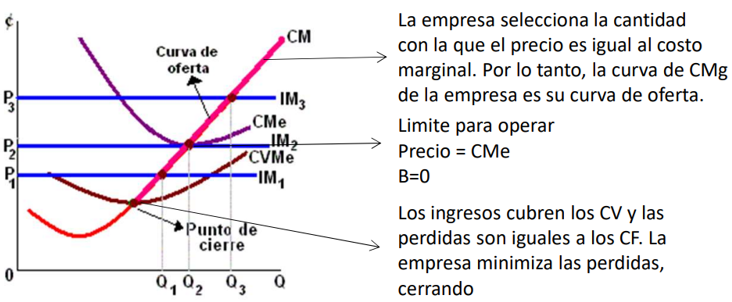 ¢
CM
Curva de
oferta
P3
IM3
CMe
P2
IM2
CVMe
P1
IM1
Punto de
cierre
0
Q1 Q2 Q3 Q
La empresa selecciona la cantidad
con la que el precio es igual al costo
marginal. Por lo tanto, la curva de CMg
de la empresa es su curva de oferta.
Limite para operar
Precio = CMe
B=0
Los ingresos cubren los CV y las
perdidas son iguales a los CF. La
empresa minimiza las perdidas,
cerrando